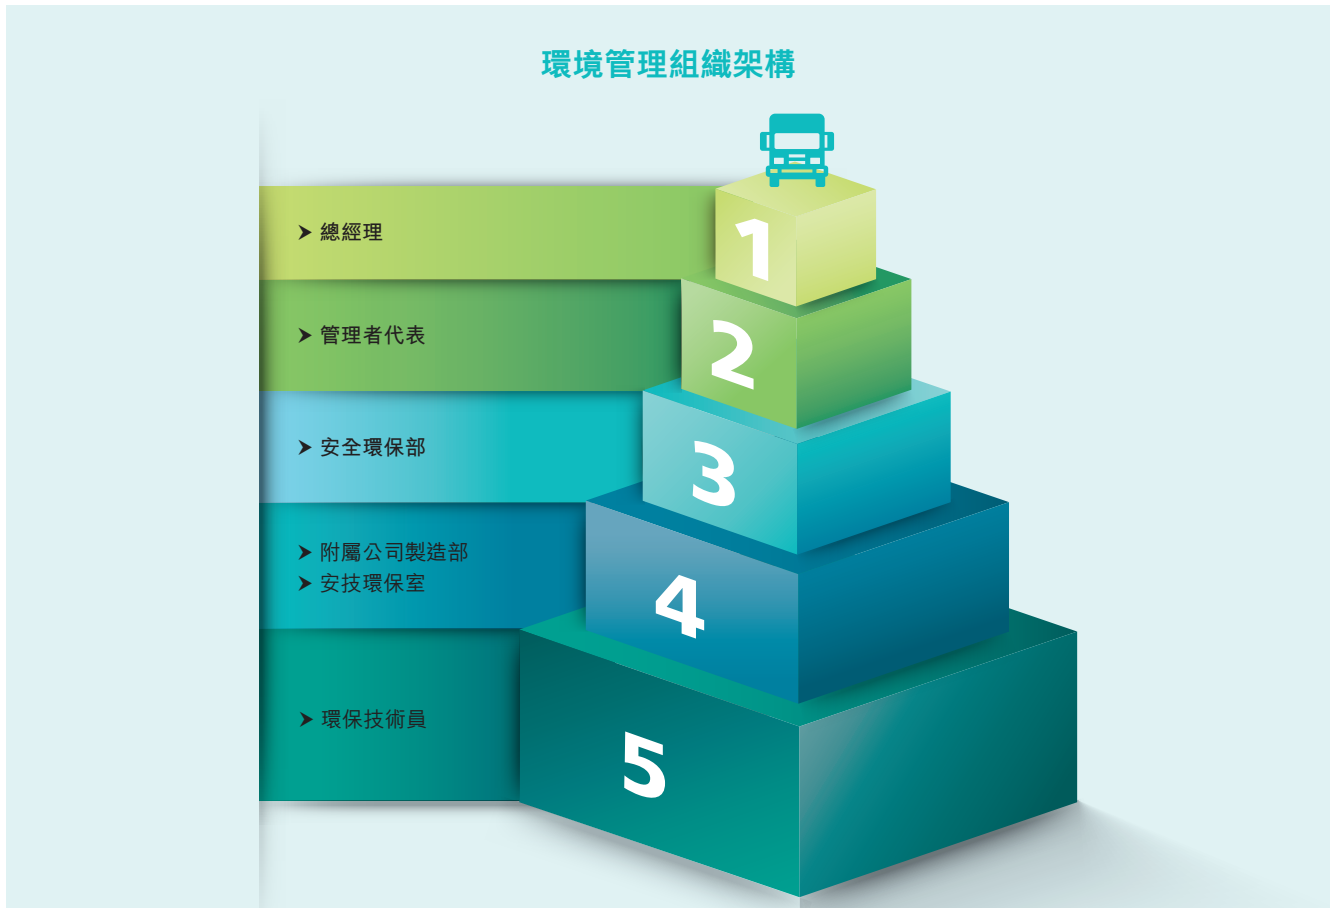 環境管理組織架構
➤ 總經理
1
➤ 管理者代表
2
➤ 安全環保部
3
➤ 附屬公司製造部
➤ 安技環保室
4
➤ 環保技術員
5